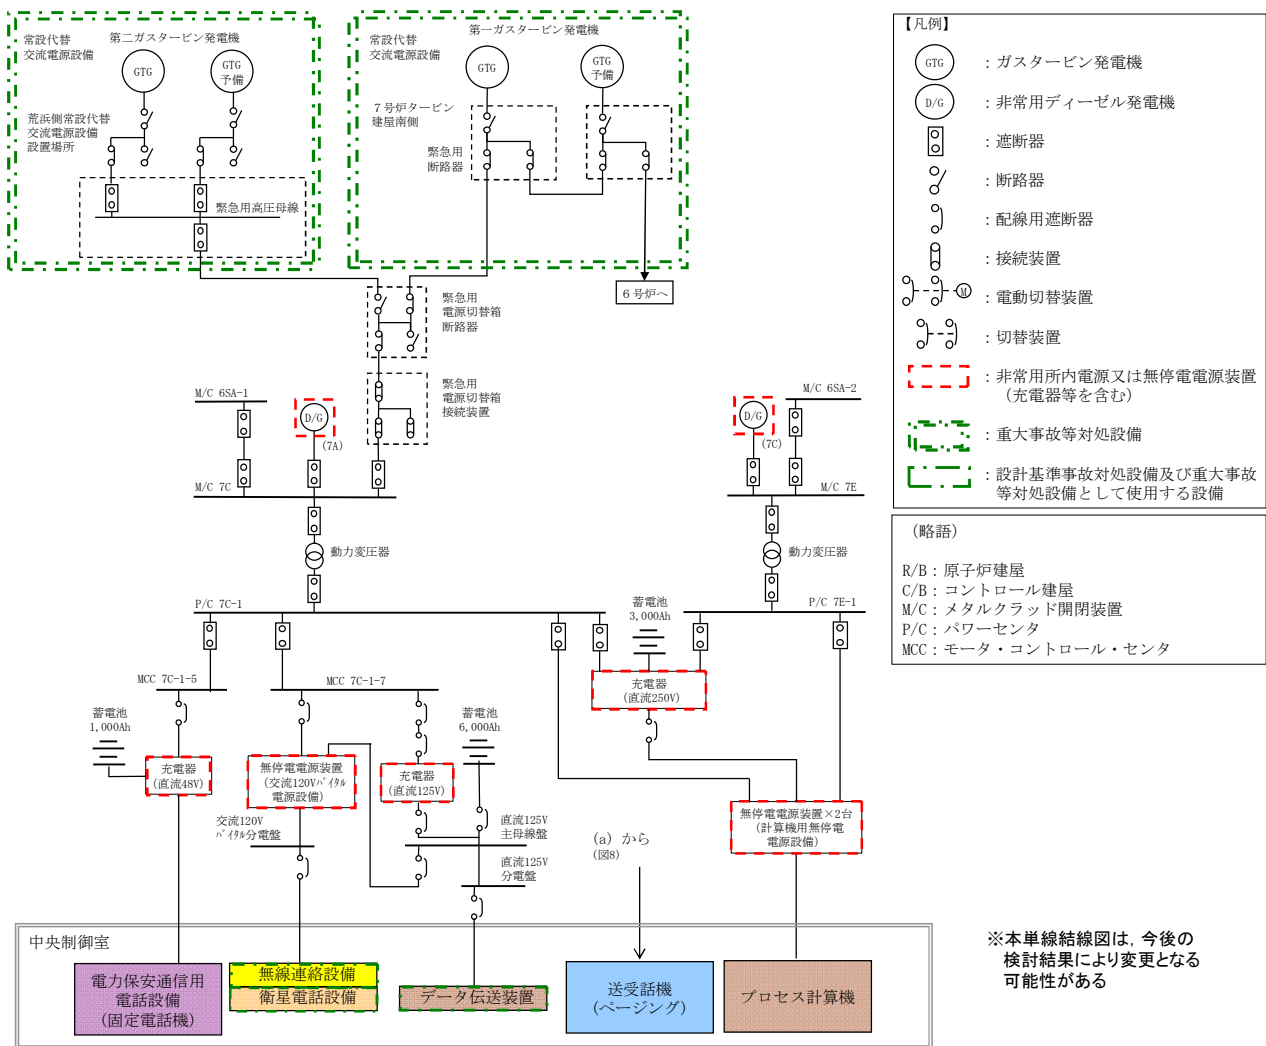 常設代替
交流電源設備
第二ガスタービン発電機
GTG
GTG
予備
荒浜側常設代替
交流電源設備
設置場所
緊急用高圧母線
常設代替
交流電源設備
第一ガスタービン発電機
GTG
GTG
予備
7号炉タービン
建屋南側
緊急用
断路器
6号炉へ
緊急用
電源切替箱
断路器
緊急用
電源切替箱
接続装置
M/C 6SA-1
D/G
(7A)
M/C 7C
動力変圧器
P/C 7C-1
M/C 6SA-2
D/G
(7C)
M/C 7E
動力変圧器
P/C 7E-1
蓄電池
3,000Ah
充電器
(直流250V)
MCC 7C-1-5
MCC 7C-1-7
蓄電池
1,000Ah
充電器
(直流48V)
無停電電源装置
(交流120Vバイタル
電源設備)
充電器
(直流125V)
蓄電池
6,000Ah
交流120V
バイタル分電盤
直流125V
主母線盤
直流125V
分電盤
無停電電源装置×2台
(計算機用無停電
電源設備)
(a) から
(図8)
中央制御室
電力保安通信用
電話設備
(固定電話機)
無線連絡設備
衛星電話設備
データ伝送装置
送受話機
(ページング)
プロセス計算機
【凡例】
GTG
:ガスタービン発電機
D/G
:非常用ディーゼル発電機
:遮断器
:断路器
:配線用遮断器
:接続装置
M
:電動切替装置
:切替装置
:非常用所内電源又は無停電電源装置
(充電器等を含む)
:重大事故等対処設備
:設計基準事故対処設備及び重大事故
等対処設備として使用する設備
(略語)
R/B:原子炉建屋
C/B:コントロール建屋
M/C:メタルクラッド開閉装置
P/C:パワーセンタ
MCC:モータ・コントロール・センタ
※本単線結線図は,今後の
検討結果により変更となる
可能性がある